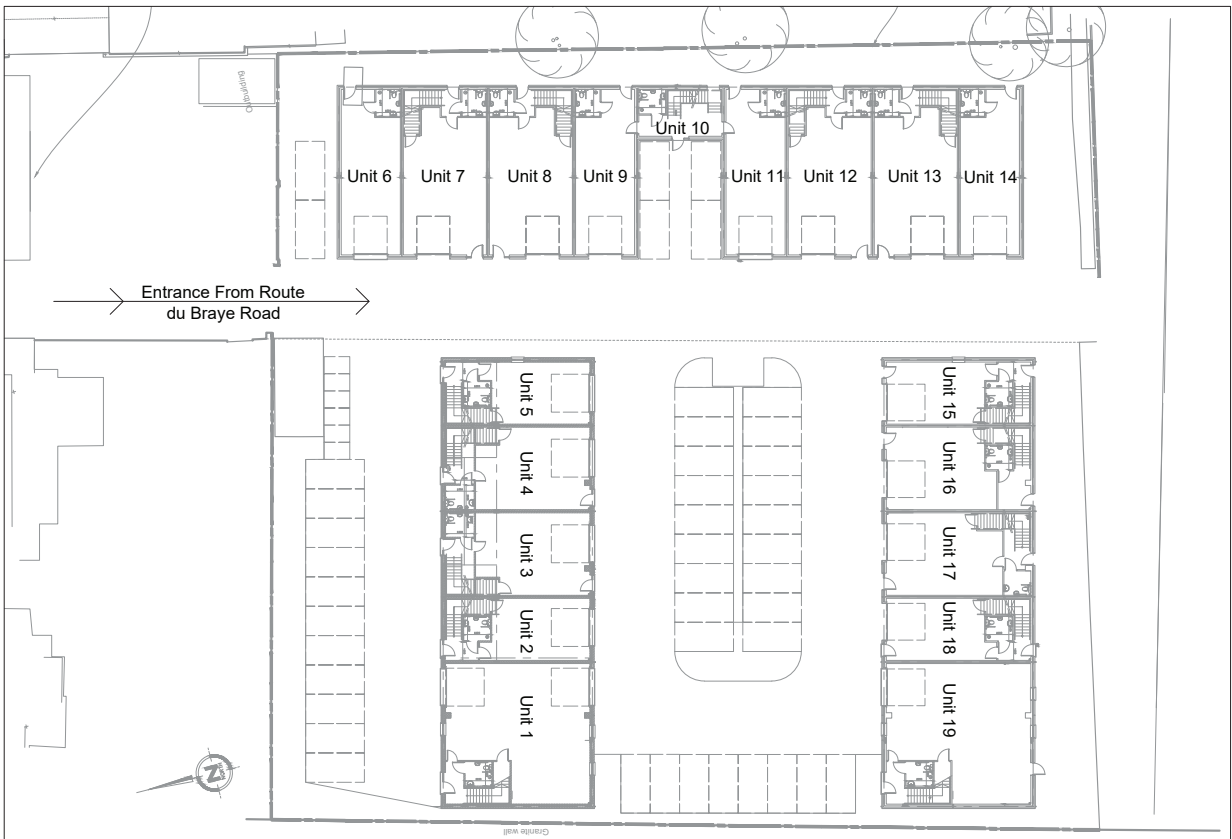 Outbuilding
Unit 10
Unit 6
Unit 7
Unit 8
Unit 9
Unit 11
Unit 12
Unit 13
Unit 14
Entrance From Route
du Braye Road
Unit 5
Unit 4
Unit 3
Unit 2
Unit 1
Unit 15
Unit 16
Unit 17
Unit 18
Unit 19
N
Granite wall